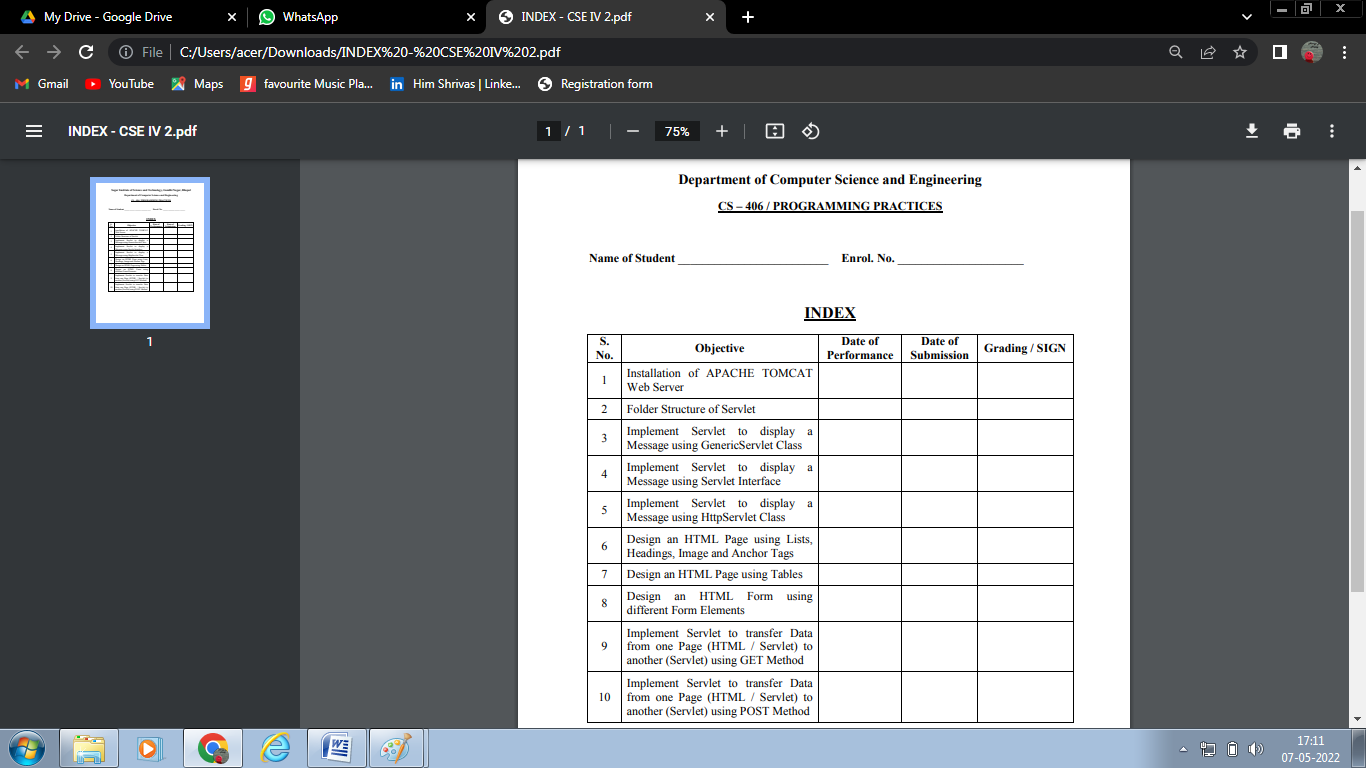 My Drive - Google Drive
WhatsApp
INDEX - CSE IV 2.pdf
File
C:/Users/acer/Downloads/INDEX%20-%20CSE%20IV%202.pdf
Gmail
YouTube
Maps
favourite Music Pla...
Him Shrivas | Linke...
Registration form
INDEX - CSE IV 2.pdf
1 / 1
75%
1
Department of Computer Science and Engineering
CS – 406 / PROGRAMMING PRACTICES
Name of Student _________________________ Enrol. No. _____________________
INDEX
S. No. Objective Date of Performance Date of Submission Grading / SIGN
1 Installation of APACHE TOMCAT
Web Server
2 Folder Structure of Servlet
3 Implement Servlet to display a
Message using GenericServlet Class
4 Implement Servlet to display a
Message using Servlet Interface
5 Implement Servlet to display a
Message using HttpServlet Class
6 Design an HTML Page using Lists,
Headings, Image and Anchor Tags
7 Design an HTML Page using Tables
8 Design an HTML Form using
different Form Elements
9 Implement Servlet to transfer Data
from one Page (HTML / Servlet) to
another (Servlet) using GET Method
10 Implement Servlet to transfer Data
from one Page (HTML / Servlet) to
another (Servlet) using POST Method
17:11
07-05-2022